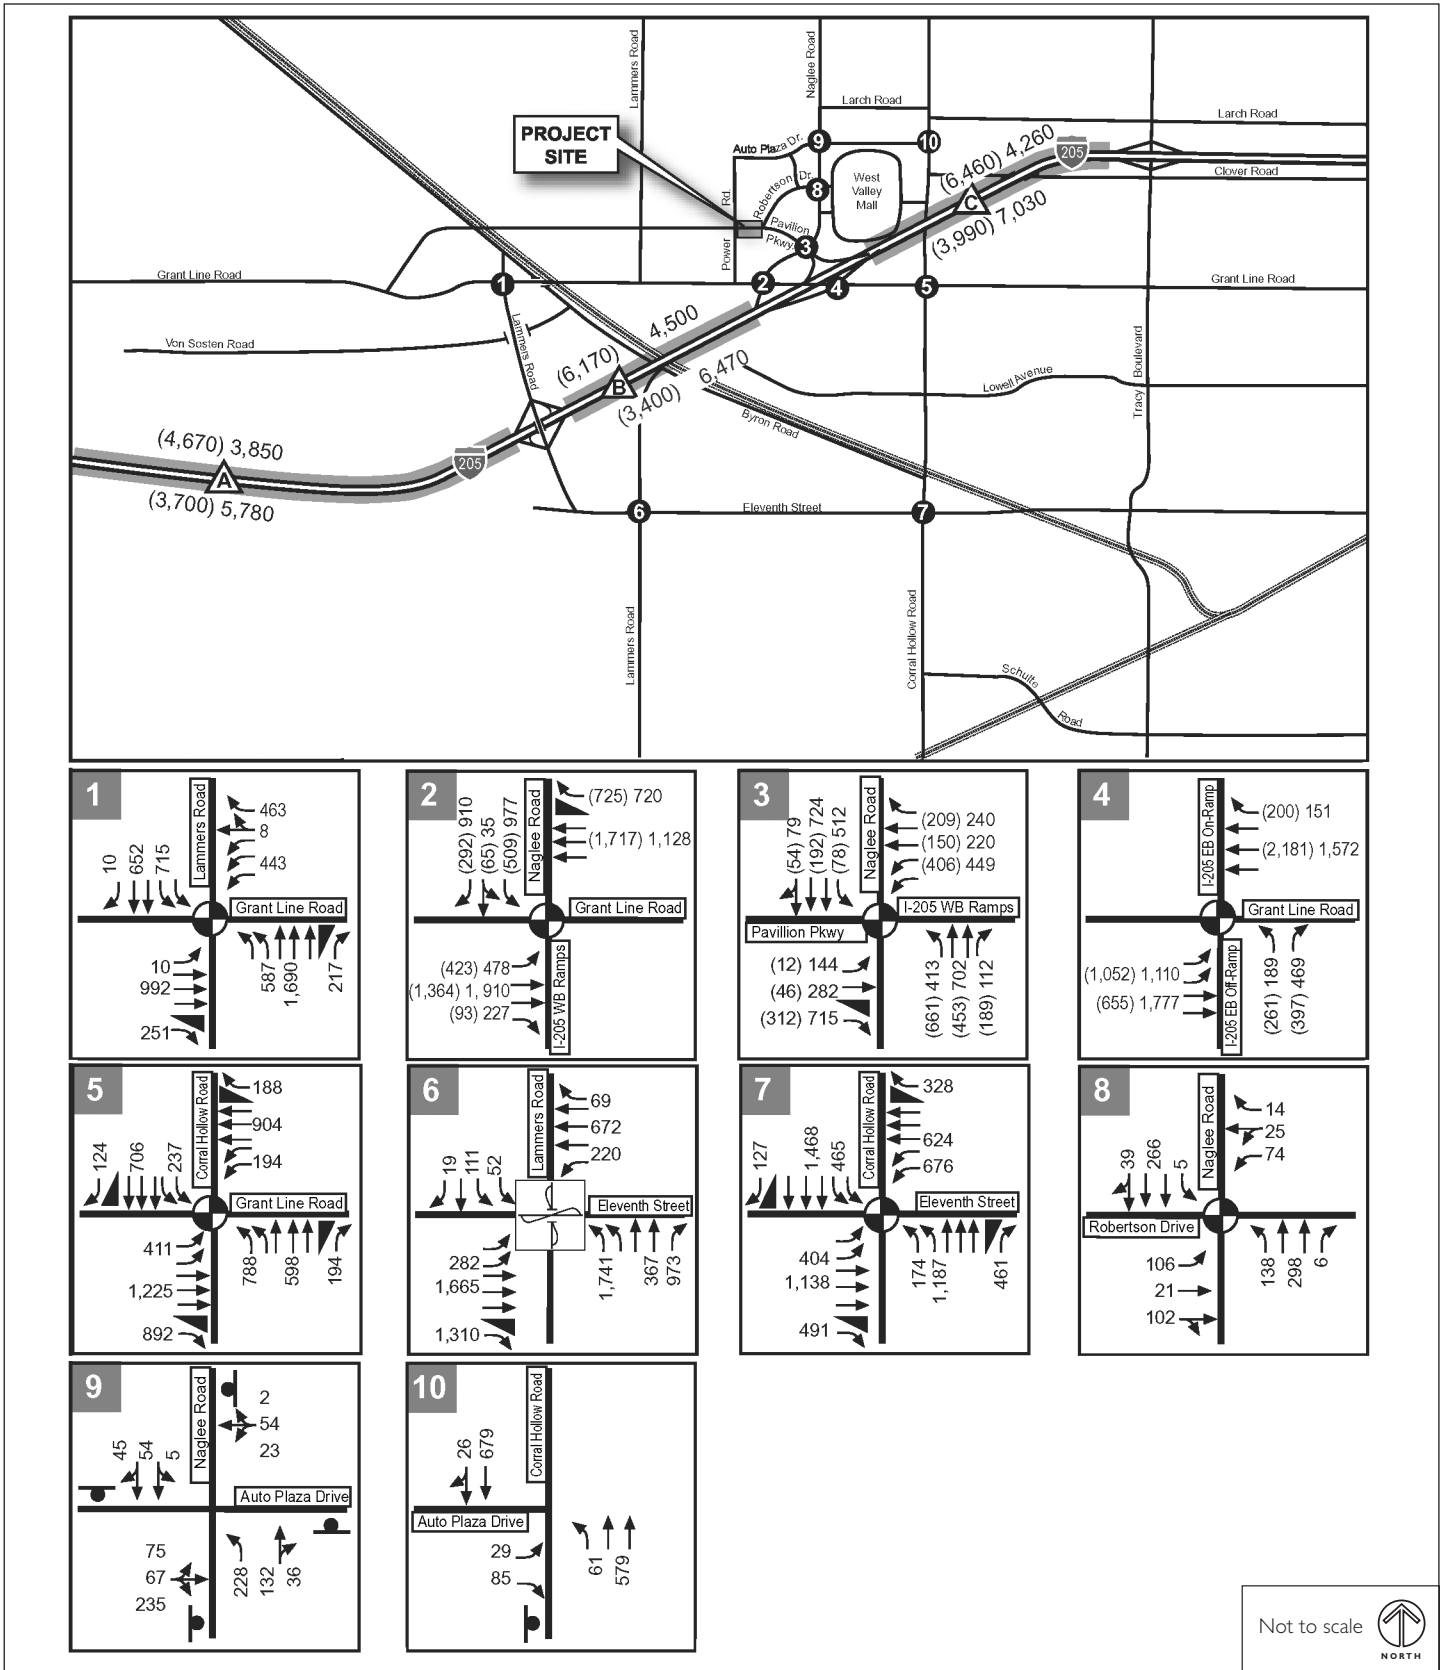 Lammers Road
Naglee Road
Larch Road
Larch Road
PROJECT
SITE
Auto Plaza Dr.
9
10
(6,460) 4,260
205
Clover Road
Robertson Dr.
8
West
Valley
Mall
Power Rd.
C
(3,990) 7,030
Pavilion
Pkwy.
3
Grant Line Road
1
2
4
5
Grant Line Road
Lammers Road
4,500
Von Sosten Road
(6,170)
B
6,470
(3,400)
Lowell Avenue
Tracy Boulevard
Byron Road
(4,670) 3,850
205
A
(3,700) 5,780
6
Eleventh Street
7
Lammers Road
Corral Hollow Road
Schulte
Road
1
Lammers Road
463
8
443
10
652
715
Grant Line Road
10
992
251
587
1,690
217
2
Naglee Road
(725) 720
(1,717) 1,128
(292) 910
(65) 35
(509) 977
Grant Line Road
(423) 478
(1,364) 1, 910
(93) 227
I-205 WB Ramps
3
Naglee Road
(54) 79
(192) 724
(78) 512
(209) 240
(150) 220
(406) 449
I-205 WB Ramps
Pavillion Pkwy
(12) 144
(46) 282
(312) 715
(661) 413
(453) 702
(189) 112
4
I-205 EB On-Ramp
(200) 151
(2,181) 1,572
Grant Line Road
(1,052) 1,110
(655) 1,777
I-205 EB Off-Ramp
(261) 189
(397) 469
5
Corral Hollow Road
188
904
194
124
706
237
Grant Line Road
411
1,225
892
788
598
194
6
Lammers Road
69
672
220
19
111
52
Eleventh Street
282
1,665
1,310
1,741
367
973
7
Corral Hollow Road
328
624
676
127
1,468
465
Eleventh Street
404
1,138
491
174
1,187
461
8
Naglee Road
14
25
74
39
266
5
Robertson Drive
106
21
102
138
298
6
9
Naglee Road
2
54
23
45
54
5
Auto Plaza Drive
75
67
235
228
132
36
10
Corral Hollow Road
26
679
Auto Plaza Drive
29
85
61
579
Not to scale
NORTH